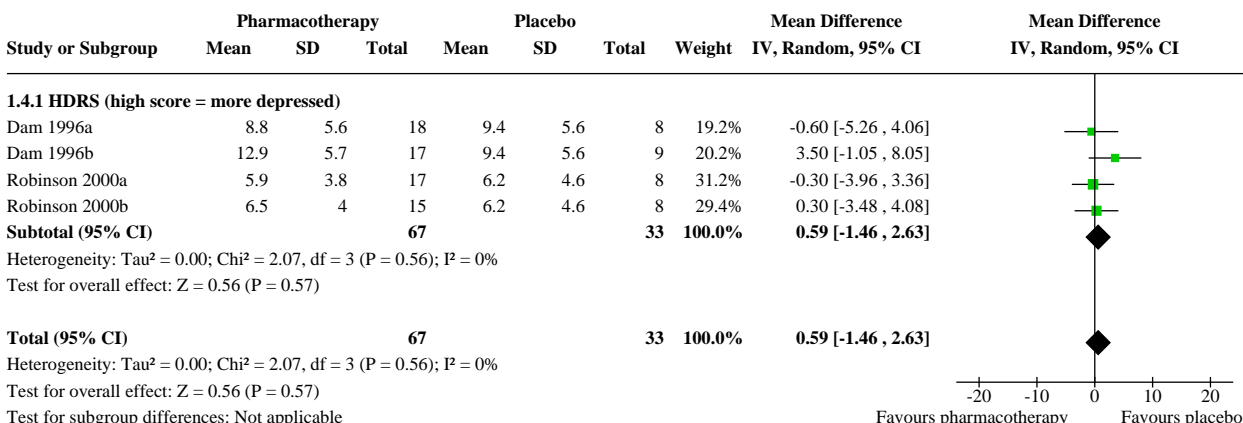 Pharmacotherapy Placebo Mean Difference Mean Difference
Study or Subgroup Mean SD Total Mean SD Total Weight IV, Random, 95% CI IV, Random, 95% CI
1.4.1 HDRS (high score = more depressed)
Dam 1996a 8.8 5.6 18 9.4 5.6 8 19.2% -0.60 [-5.26 , 4.06]
Dam 1996b 12.9 5.7 17 9.4 5.6 9 20.2% 3.50 [-1.05 , 8.05]
Robinson 2000a 5.9 3.8 17 6.2 4.6 8 31.2% -0.30 [-3.96 , 3.36]
Robinson 2000b 6.5 4 15 6.2 4.6 8 29.4% 0.30 [-3.48 , 4.08]
Subtotal (95% CI) 67 33 100.0% 0.59 [-1.46 , 2.63]
Heterogeneity: Tau² = 0.00; Chi² = 2.07, df = 3 (P = 0.56); I² = 0%
Test for overall effect: Z = 0.56 (P = 0.57)
Total (95% CI) 67 33 100.0% 0.59 [-1.46 , 2.63]
Heterogeneity: Tau² = 0.00; Chi² = 2.07, df = 3 (P = 0.56); I² = 0%
Test for overall effect: Z = 0.56 (P = 0.57)
-20 -10 0 10 20
Test for subgroup differences: Not applicable Favours pharmacotherapy Favours placebo